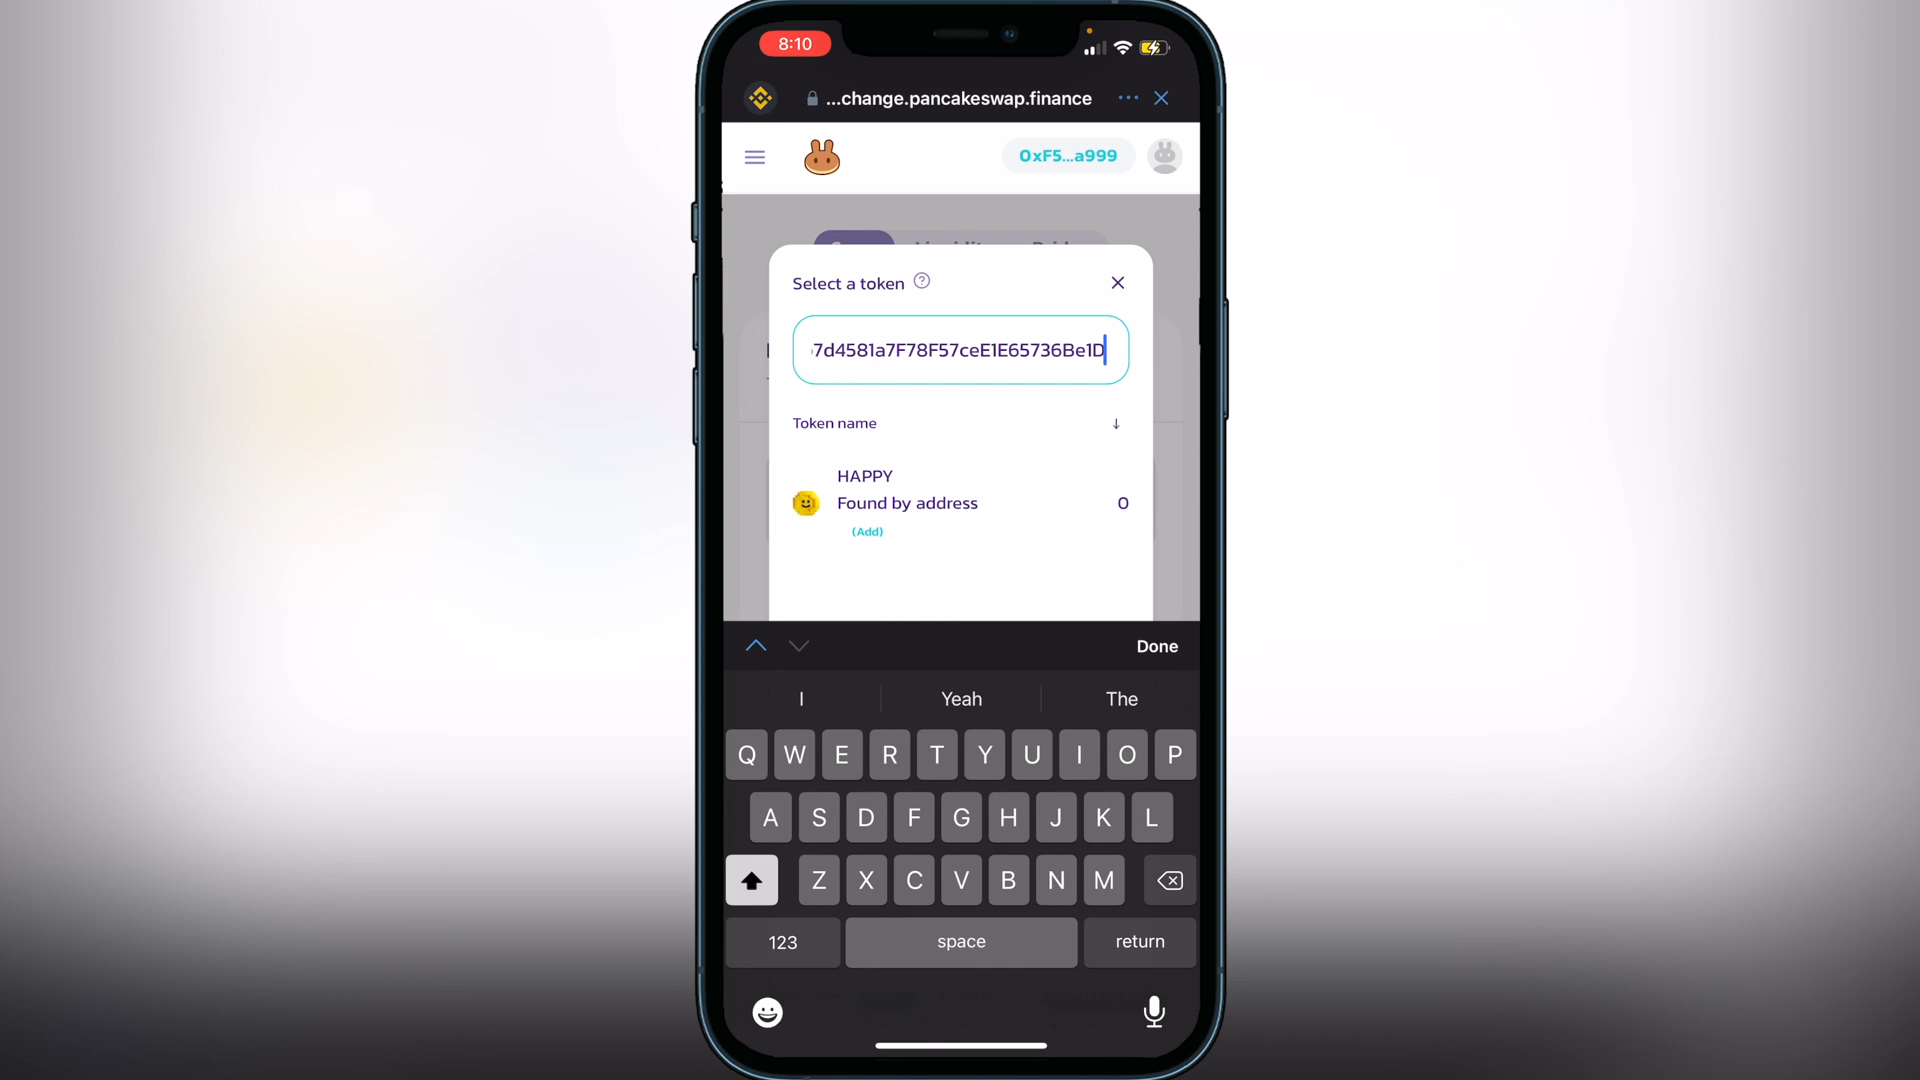 8:10
...change.pancakeswap.finance
0xF5...a999
Select a token
7d4581a7F78F57ceE1E65736Be1D
Token name ↓
HAPPY
Found by address 0
(Add)
Done
I Yeah The
Q W E R T Y U I O P
A S D F G H J K L
Z X C V B N M
123 space return